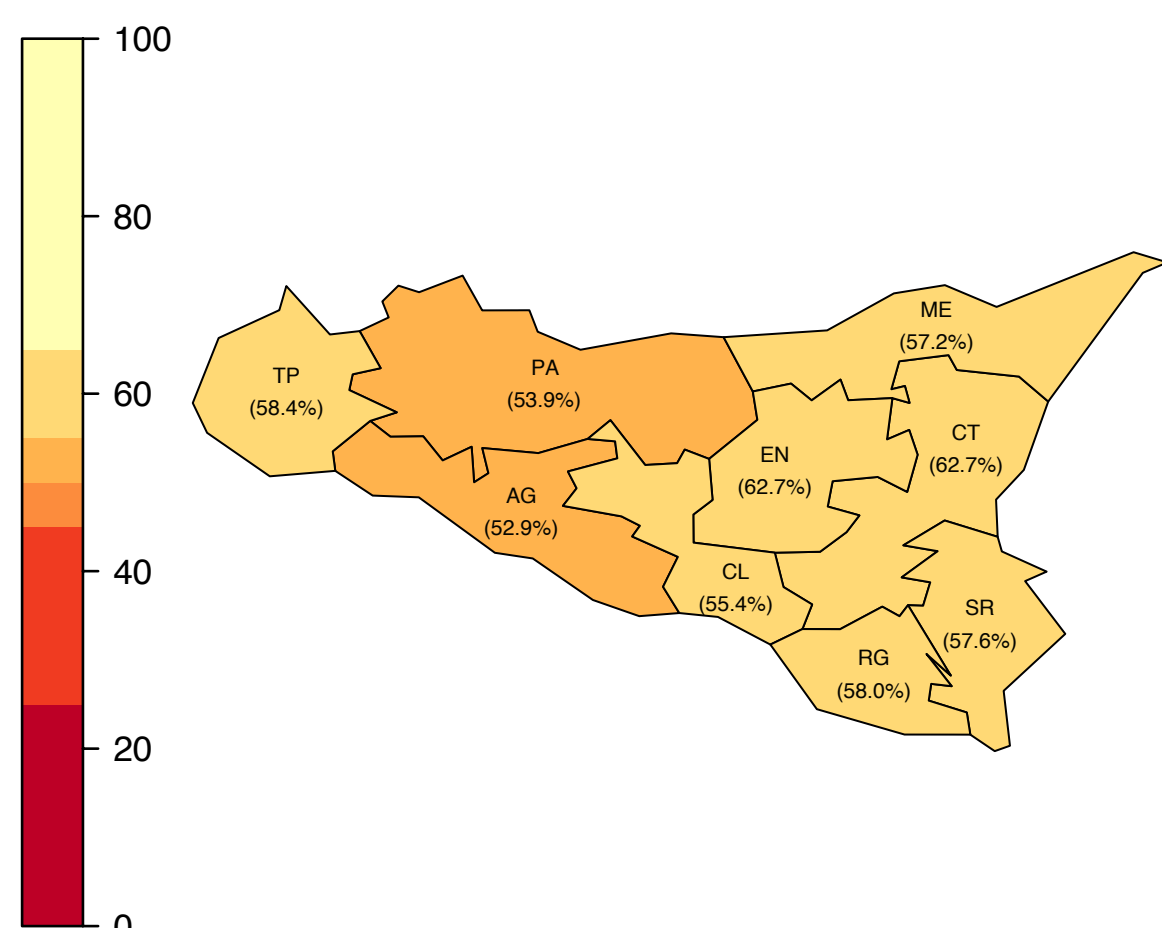 100
80
60
40
20
0
ME
(57.2%)
PA
(53.9%)
TP
(58.4%)
CT
(62.7%)
EN
(62.7%)
AG
(52.9%)
CL
(55.4%)
SR
(57.6%)
RG
(58.0%)